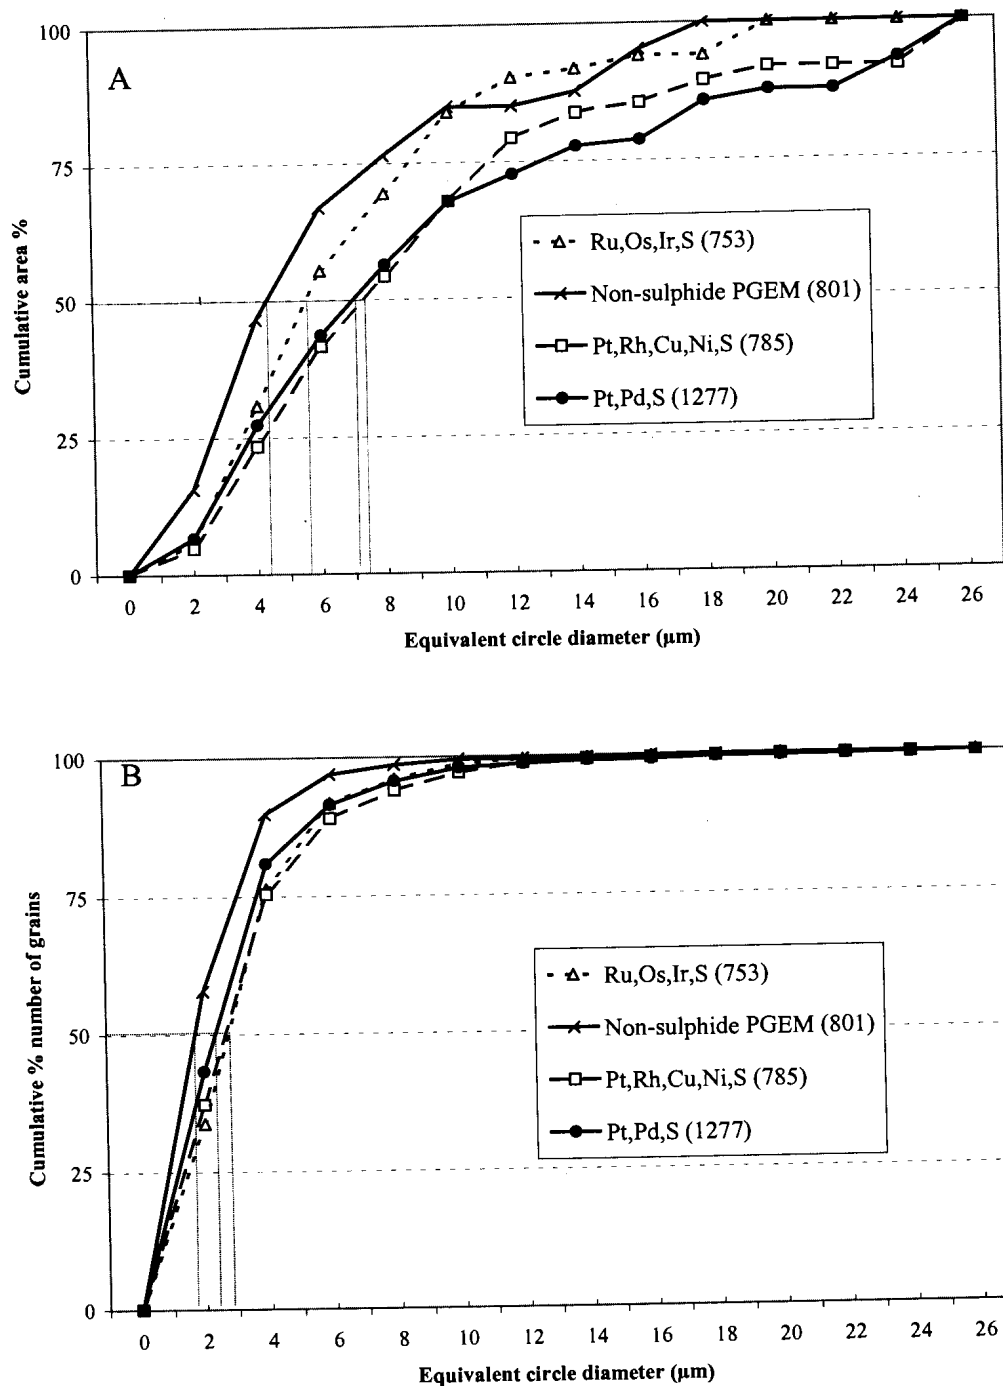 A
100
75
50
25
0
Cumulative area %
Ru,Os,Ir,S (753)
Non-sulphide PGEM (801)
Pt,Rh,Cu,Ni,S (785)
Pt,Pd,S (1277)
0 2 4 6 8 10 12 14 16 18 20 22 24 26
Equivalent circle diameter (µm)
B
100
75
50
25
0
Cumulative % number of grains
Ru,Os,Ir,S (753)
Non-sulphide PGEM (801)
Pt,Rh,Cu,Ni,S (785)
Pt,Pd,S (1277)
0 2 4 6 8 10 12 14 16 18 20 22 24 26
Equivalent circle diameter (µm)